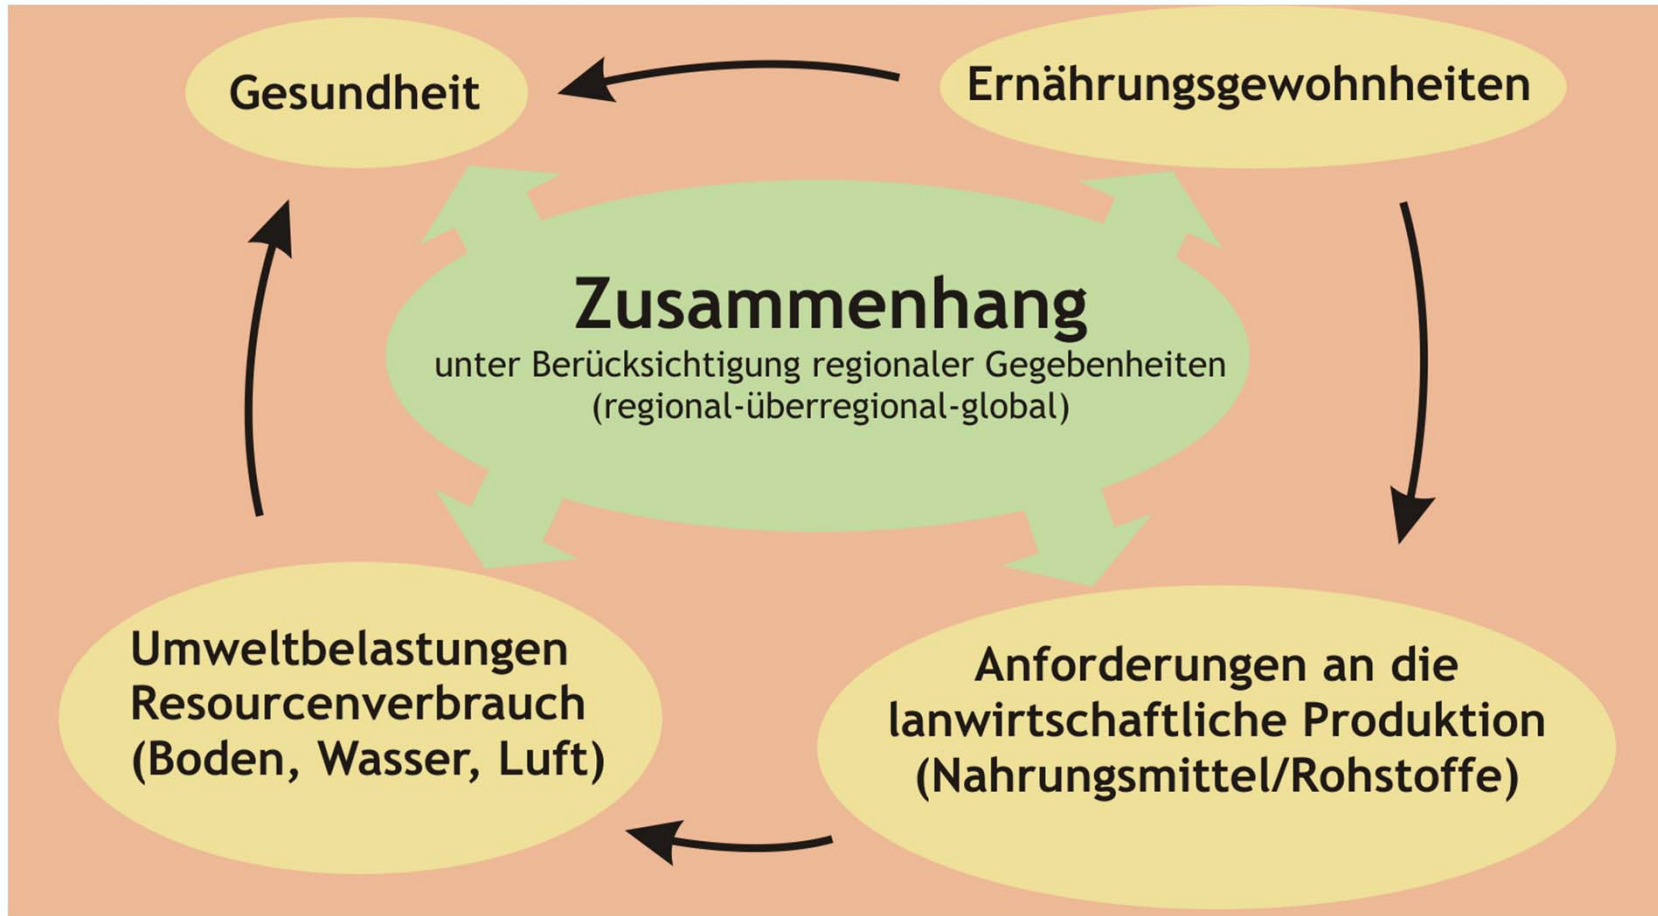 Gesundheit
Ernährungsgewohnheiten
Zusammenhang
unter Berücksichtigung regionaler Gegebenheiten
(regional-überregional-global)
Umweltbelastungen
Resourcenverbrauch
(Boden, Wasser, Luft)
Anforderungen an die
lanwirtschaftliche Produktion
(Nahrungsmittel/Rohstoffe)